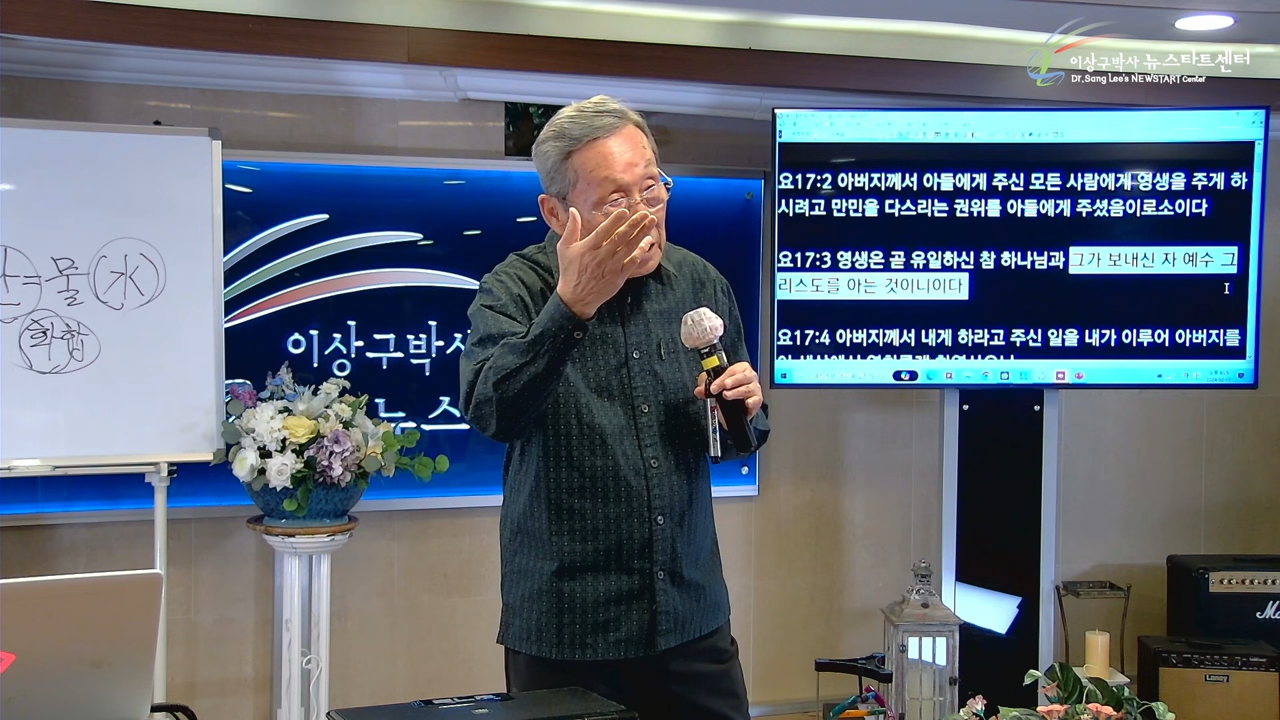 이상구박사 뉴스타트센터
Dr. Sang Lee's NEWSTART Center
요17:2 아버지께서 아들에게 주신 모든 사람에게 영생을 주게 하
시려고 만민을 다스리는 권위를 아들에게 주셨음이로소이다
요17:3 영생은 곧 유일하신 참 하나님과 그가 보내신 자 예수 그
리스도를 아는 것이니이다
요17:4 아버지께서 내게 하라고 주신 일을 내가 이루어 아버지를
=물 (水)
화합
이상구박사
뉴스
Laney